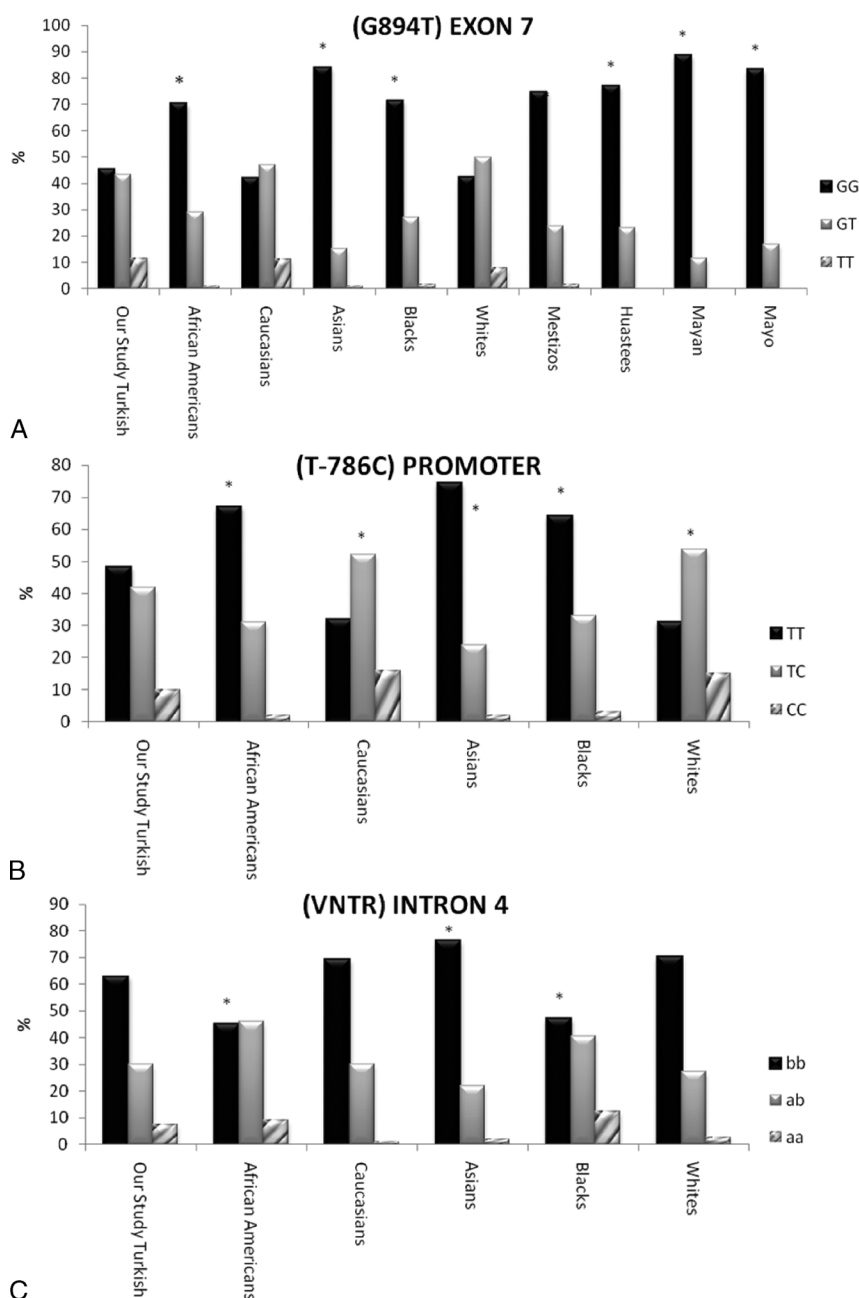 (G894T) EXON 7
100
90
80
70
60
50
40
30
20
10
0
%
* * * * * *
GG
GT
TT
Our Study Turkish
African Americans
Caucasians
Asians
Blacks
Whites
Mestizos
Huastees
Mayan
Mayo
A
(T-786C) PROMOTER
80
70
60
50
40
30
20
10
0
%
* * * * *
TT
TC
CC
Our Study Turkish
African Americans
Caucasians
Asians
Blacks
Whites
B
(VNTR) INTRON 4
90
80
70
60
50
40
30
20
10
0
%
* * *
bb
ab
aa
Our Study Turkish
African Americans
Caucasians
Asians
Blacks
Whites
C